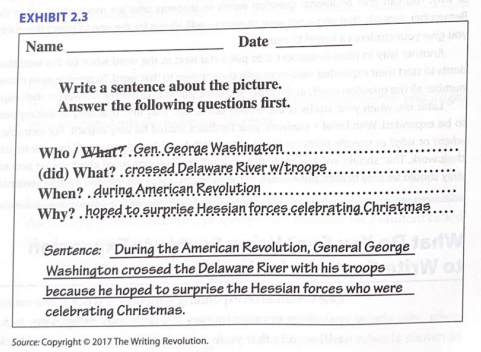 EXHIBIT 2.3
Name Date
Write a sentence about the picture.
Answer the following questions first.
Who / What? Gen. George Washington
(did) What? crossed Delaware River w/troops
When? during American Revolution
Why? hoped to surprise Hessian forces celebrating Christmas
Sentence: During the American Revolution, General George
Washington crossed the Delaware River with his troops
because he hoped to surprise the Hessian forces who were
celebrating Christmas.
Source: Copyright © 2017 The Writing Revolution.